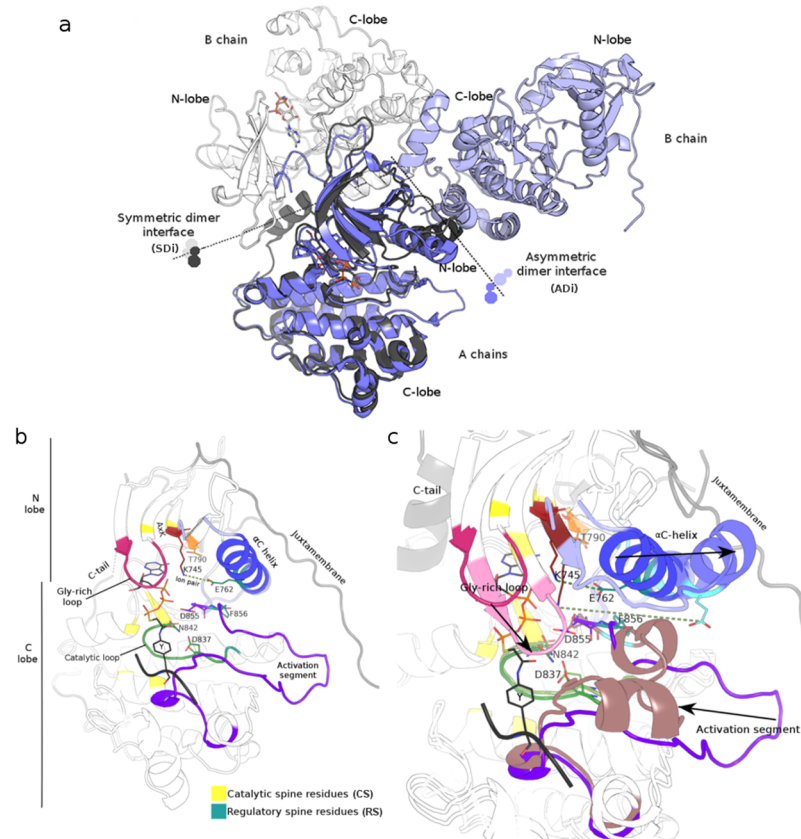 a
C-lobe
B chain
N-lobe
N-lobe
C-lobe
B chain
Symmetric dimer
interface
(SDi)
N-lobe
Asymmetric
dimer interface
(ADi)
A chains
C-lobe
b
N
lobe
C
lobe
AxK
T790
αC helix
Juxtamembrane
C-tail
K745
Ion pair
Gly-rich
loop
E762
D855
F856
N842
D837
Catalytic loop
Y
Activation
segment
Catalytic spine residues (CS)
Regulatory spine residues (RS)
c
C-tail
Juxtamembrane
T790
αC-helix
K745
Gly-rich loop
E762
F856
D855
N842
D837
Y
Activation segment